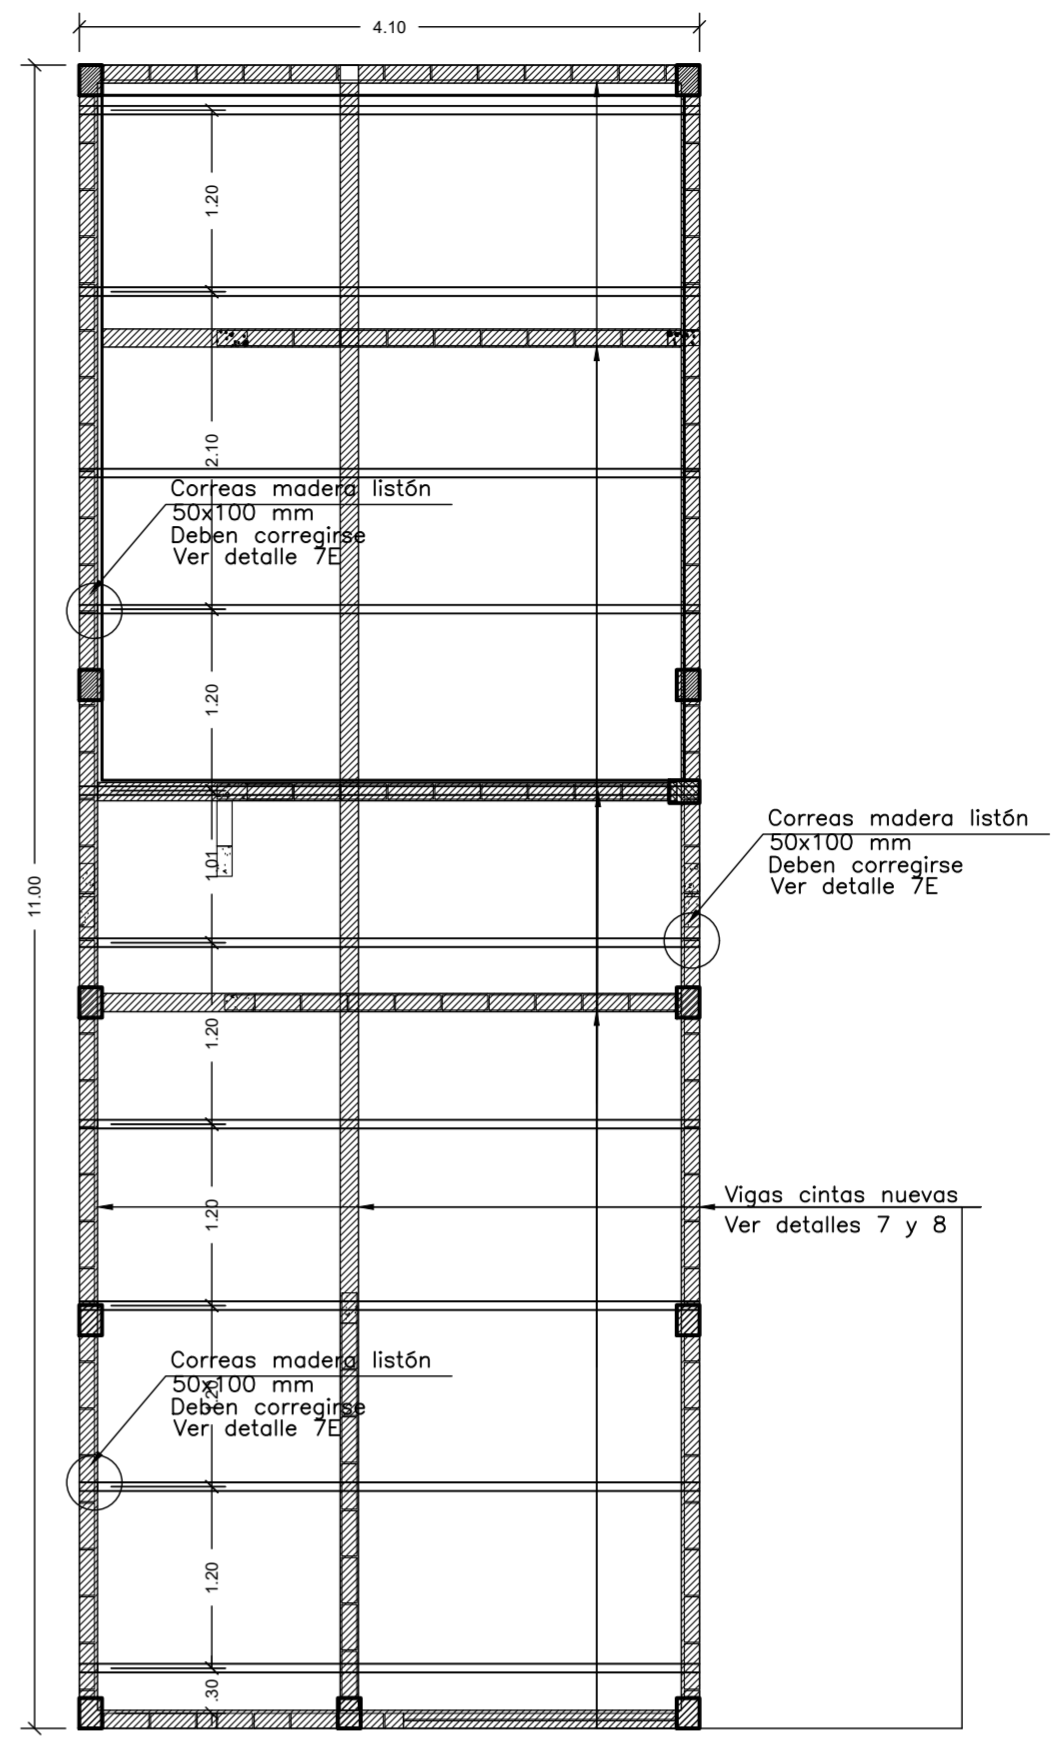 4.10
1.20
2.10
Correas madera listón
50x100 mm
Deben corregirse
Ver detalle 7E
1.20
11.00
1.01
Correas madera listón
50x100 mm
Deben corregirse
Ver detalle 7E
1.20
1.20
Vigas cintas nuevas
Ver detalles 7 y 8
Correas madera listón
50x100 mm
1.20
Deben corregirse
Ver detalle 7E
1.20
.30